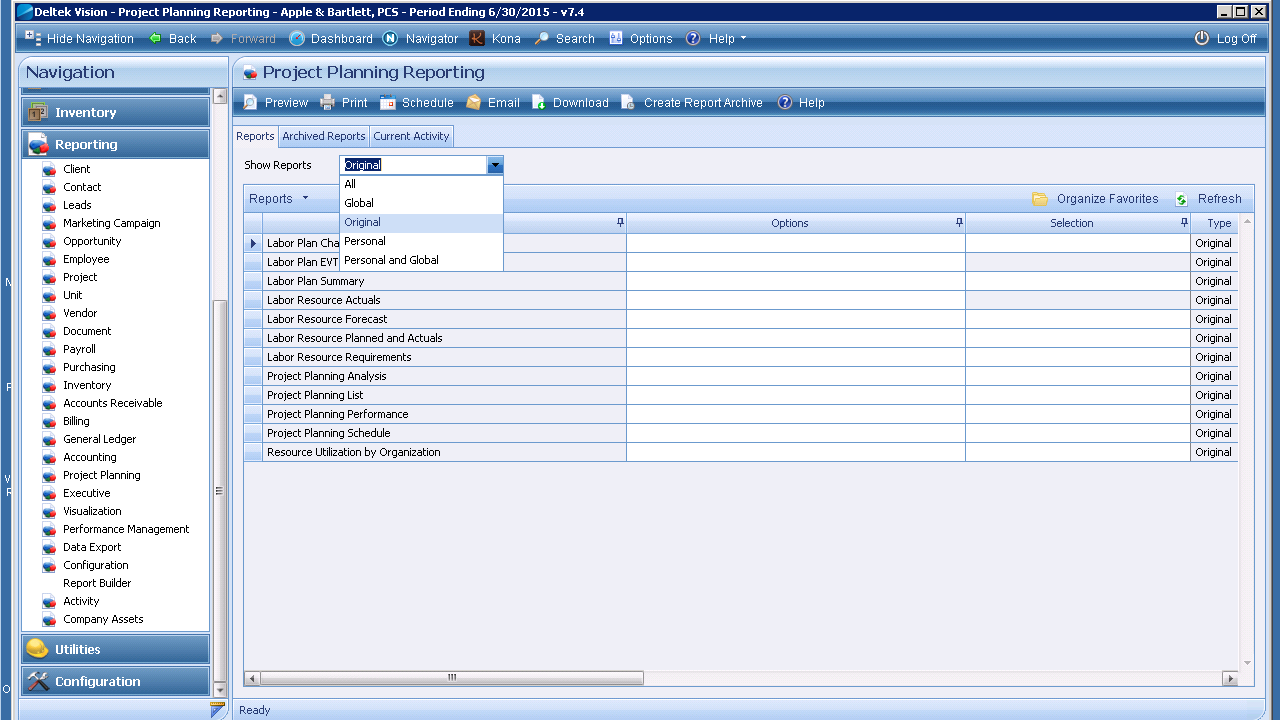 Deltek Vision - Project Planning Reporting - Apple & Bartlett, PCS - Period Ending 6/30/2015 - v7.4
Hide Navigation Back Forward Dashboard Navigator Kona Search Options Help Log Off
Navigation
Inventory
Reporting
Client
Contact
Leads
Marketing Campaign
Opportunity
Employee
Project
Unit
Vendor
Document
Payroll
Purchasing
Inventory
Accounts Receivable
Billing
General Ledger
Accounting
Project Planning
Executive
Visualization
Performance Management
Data Export
Configuration
Report Builder
Activity
Company Assets
Utilities
Configuration
Project Planning Reporting
Preview Print Schedule Email Download Create Report Archive Help
Reports Archived Reports Current Activity
Show Reports Original
All
Global
Original
Personal
Personal and Global
Reports Organize Favorites Refresh
Options Selection Type
Labor Plan Cha Original
Labor Plan EVT Original
Labor Plan Summary Original
Labor Resource Actuals Original
Labor Resource Forecast Original
Labor Resource Planned and Actuals Original
Labor Resource Requirements Original
Project Planning Analysis Original
Project Planning List Original
Project Planning Performance Original
Project Planning Schedule Original
Resource Utilization by Organization Original
Ready